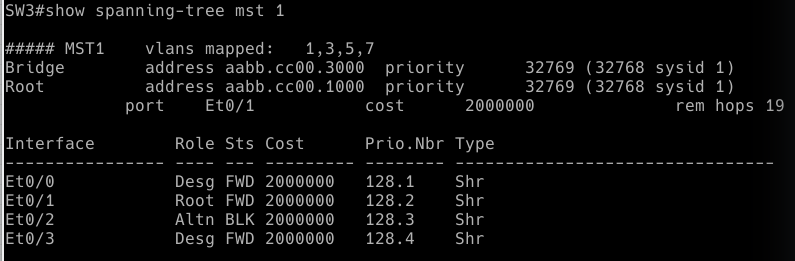 SW3#show spanning-tree mst 1
##### MST1    vlans mapped:   1,3,5,7
Bridge        address aabb.cc00.3000  priority      32769 (32768 sysid 1)
Root          address aabb.cc00.1000  priority      32769 (32768 sysid 1)
            port    Et0/1           cost      2000000              rem hops 19
Interface        Role Sts Cost      Prio.Nbr Type
---------------- ---- --- --------- -------- --------------------------------
Et0/0            Desg FWD 2000000   128.1    Shr
Et0/1            Root FWD 2000000   128.2    Shr
Et0/2            Altn BLK 2000000   128.3    Shr
Et0/3            Desg FWD 2000000   128.4    Shr